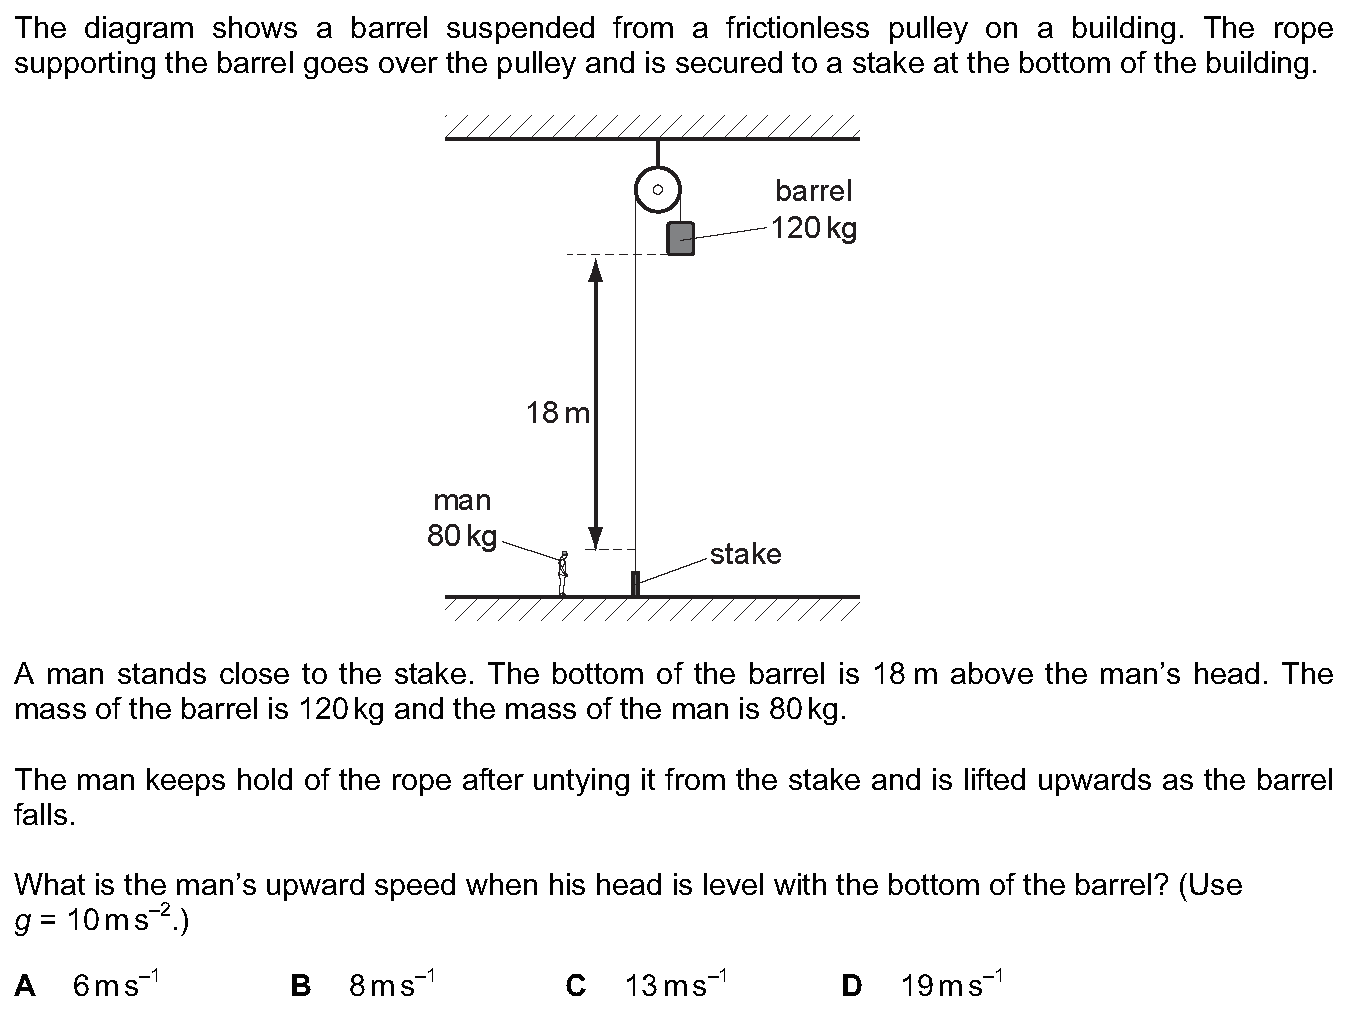 The diagram shows a barrel suspended from a frictionless pulley on a building. The rope
supporting the barrel goes over the pulley and is secured to a stake at the bottom of the building.
barrel
120 kg
18 m
man
80 kg
stake
A man stands close to the stake. The bottom of the barrel is 18 m above the man’s head. The
mass of the barrel is 120 kg and the mass of the man is 80 kg.
The man keeps hold of the rope after untying it from the stake and is lifted upwards as the barrel
falls.
What is the man’s upward speed when his head is level with the bottom of the barrel? (Use
g = 10 m s⁻².)
A 6 m s⁻¹ B 8 m s⁻¹ C 13 m s⁻¹ D 19 m s⁻¹